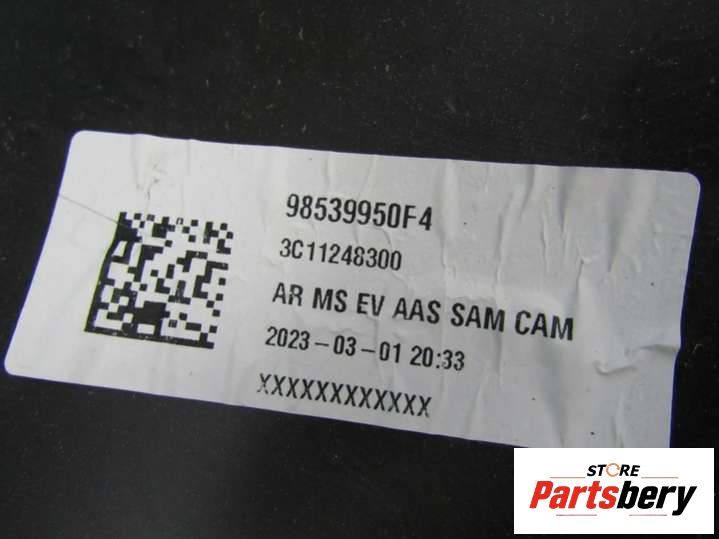 98539950F4
3C11248300
AR MS EV AAS SAM CAM
2023-03-01 20:33
XXXXXXXXXXXX
STORE
Partsbery